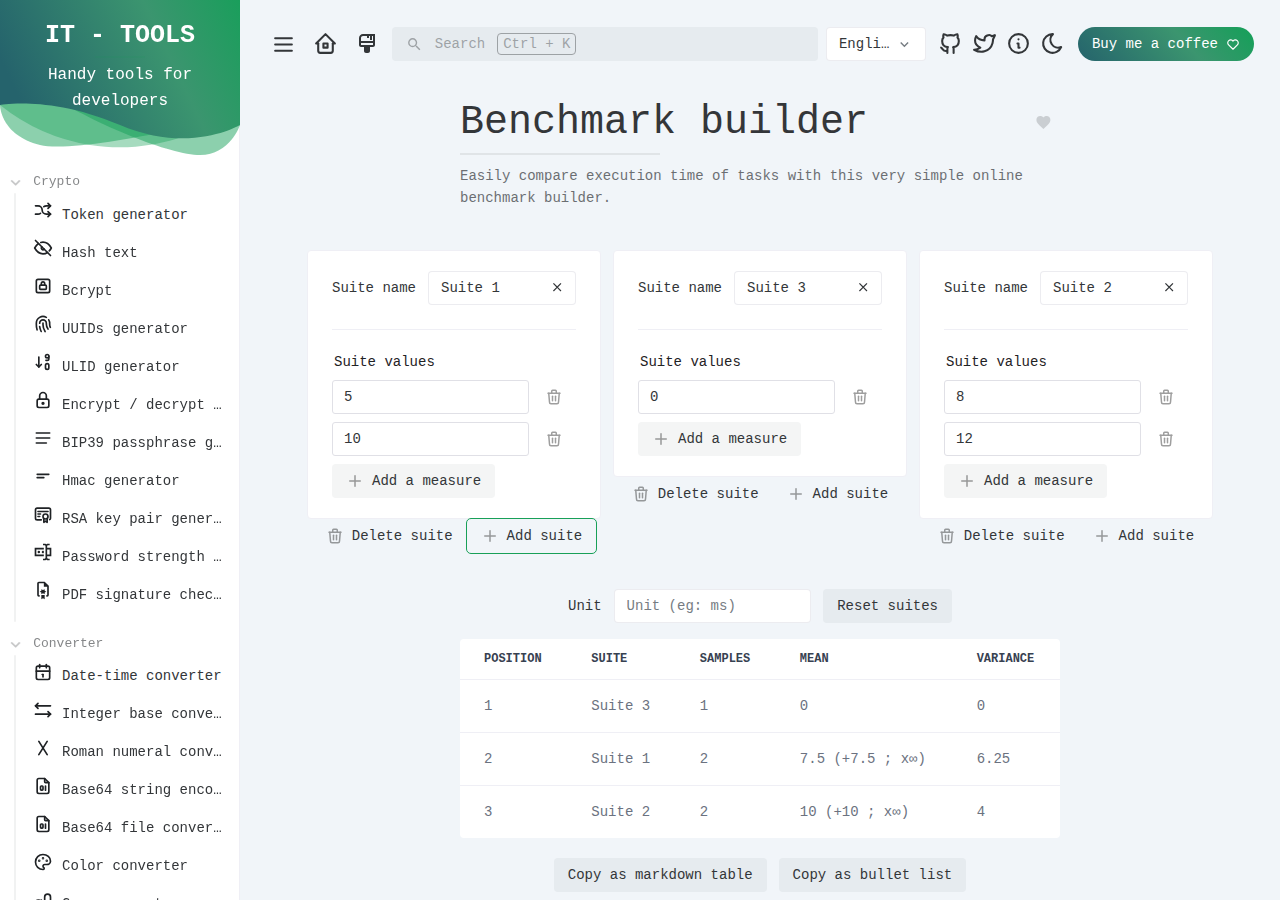 IT - TOOLS
Handy tools for
developers
Search Ctrl + K
Engli…
Buy me a coffee
Crypto
Token generator
Hash text
Bcrypt
UUIDs generator
ULID generator
Encrypt / decrypt …
BIP39 passphrase g…
Hmac generator
RSA key pair gener…
Password strength …
PDF signature chec…
Converter
Date-time converter
Integer base conve…
Roman numeral conv…
Base64 string enco…
Base64 file conver…
Color converter
Benchmark builder
Easily compare execution time of tasks with this very simple online
benchmark builder.
Suite name Suite 1
Suite values
5
10
Add a measure
Delete suite Add suite
Suite name Suite 3
Suite values
0
Add a measure
Delete suite Add suite
Suite name Suite 2
Suite values
8
12
Add a measure
Delete suite Add suite
Unit Unit (eg: ms) Reset suites
POSITION SUITE SAMPLES MEAN VARIANCE
1 Suite 3 1 0 0
2 Suite 1 2 7.5 (+7.5 ; x∞) 6.25
3 Suite 2 2 10 (+10 ; x∞) 4
Copy as markdown table Copy as bullet list